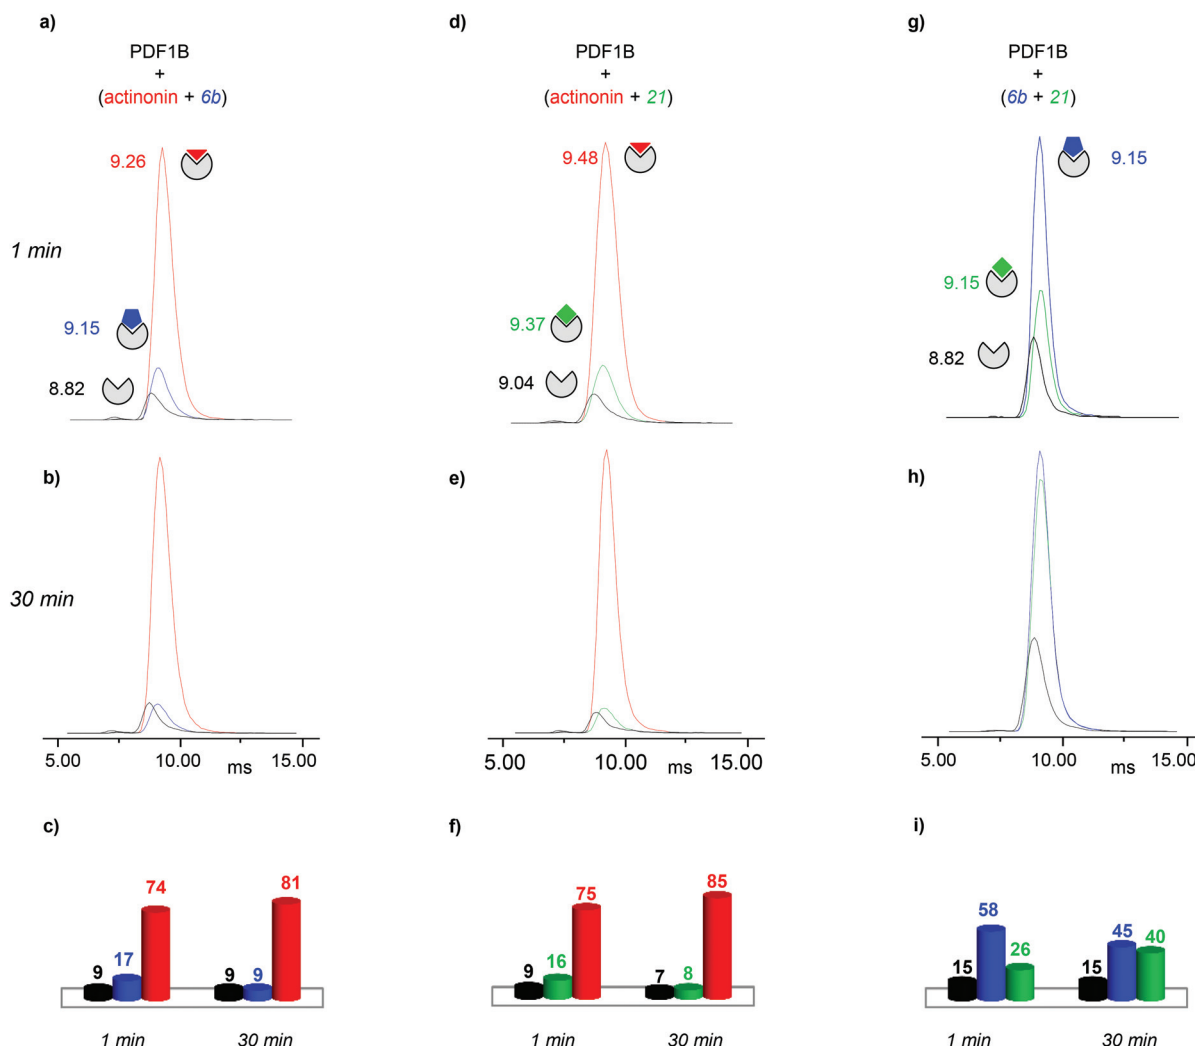 a)
PDF1B
+
(actinonin + 6b)
9.26
1 min
9.15
8.82
b)
30 min
5.00 10.00 ms 15.00
c)
9 17 74 9 9 81
1 min 30 min
d)
PDF1B
+
(actinonin + 21)
9.48
9.37
9.04
e)
5.00 10.00 ms 15.00
f)
9 16 75 7 8 85
1 min 30 min
g)
PDF1B
+
(6b + 21)
9.15
9.15
8.82
h)
5.00 10.00 ms 15.00
i)
15 58 26 15 45 40
1 min 30 min